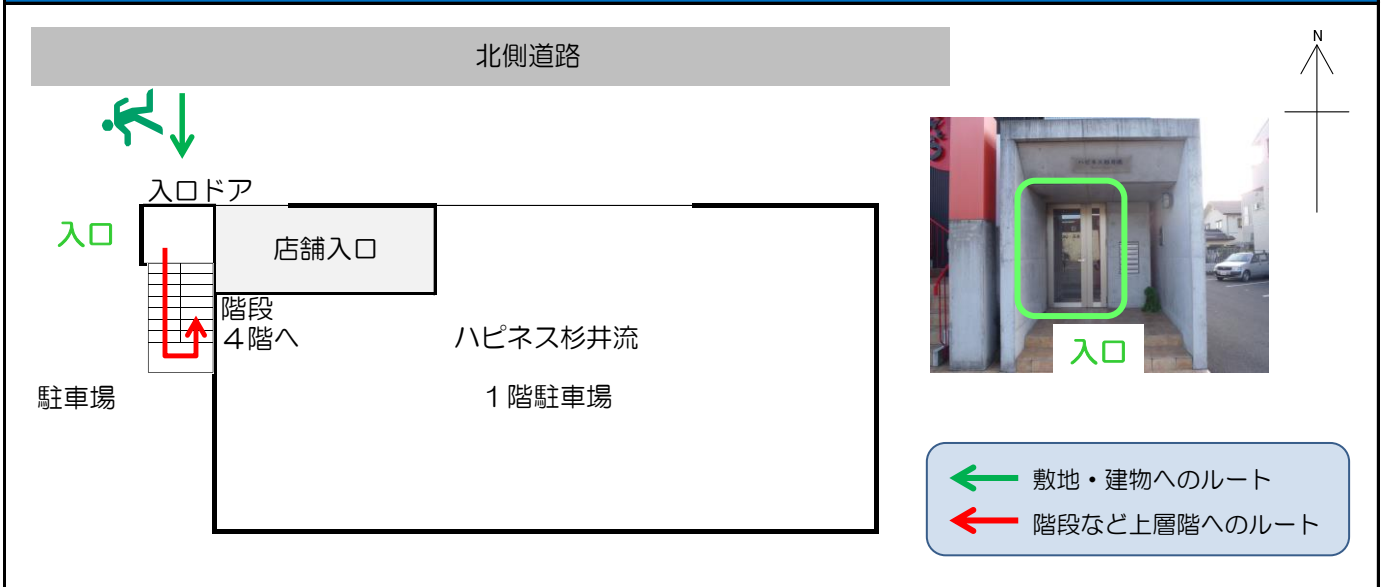 北側道路
N
入口ドア
入口
店舗入口
階段
４階へ
ハピネス杉井流
駐車場
１階駐車場
入口
敷地・建物へのルート
階段など上層階へのルート